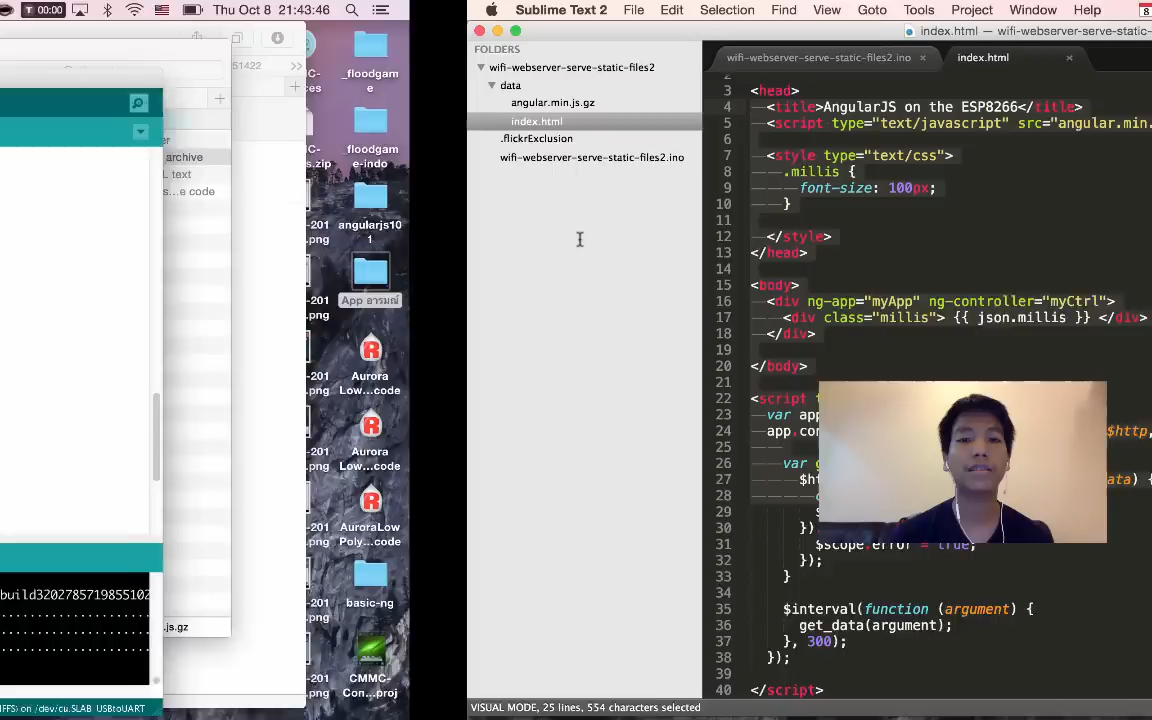 T 00:00
Thu Oct 8 21:43:46
51422
>>
archive
L text
s...e code
js.gz
build3202785719855102
FFS) on /dev/cu.SLAB_USBtoUART
_floodgam
e
s.zip
_floodga
me-indo
-201
.png
angularjs10
1
-201
.png
App อารมณ์
-201
.png
Aurora
Low...code
-201
.png
Aurora
Low...code
-201
.png
AuroraLow
Poly...code
-201
.png
basic-ng
-201
.png
CMMC-
Con...proj
Sublime Text 2 File Edit Selection Find View Goto Tools Project Window Help 8
index.html — wifi-webserver-serve-static-
FOLDERS
wifi-webserver-serve-static-files2
data
angular.min.js.gz
index.html
.flickrExclusion
wifi-webserver-serve-static-files2.ino
wifi-webserver-serve-static-files2.ino × index.html ×
2
3 <head>
4 <title>AngularJS on the ESP8266</title>
5 <script type="text/javascript" src="angular.min.
6
7 <style type="text/css">
8 .millis {
9 font-size: 100px;
10 }
11
12 </style>
13 </head>
14
15 <body>
16 <div ng-app="myApp" ng-controller="myCtrl">
17 <div class="millis"> {{ json.millis }} </div>
18 </div>
19
20 </body>
21
22 <script
23 var app
24 app.con $http,
25
26 var g
27 $ht ata) {
28
29
30 })
31 $scope.error = true;
32 });
33 }
34
35 $interval(function (argument) {
36 get_data(argument);
37 }, 300);
38 });
39
40 </script>
VISUAL MODE, 25 lines, 554 characters selected